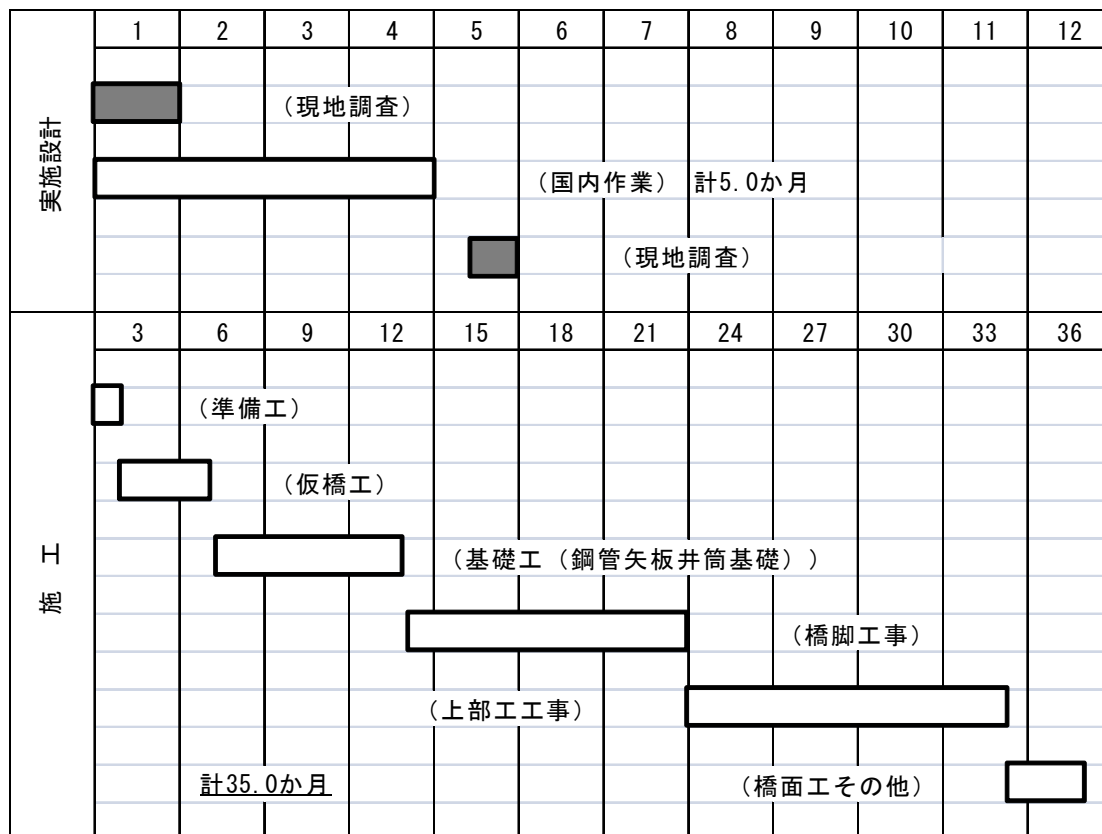 1 2 3 4 5 6 7 8 9 10 11 12
実施設計
（現地調査）
（国内作業） 計5.0か月
（現地調査）
3 6 9 12 15 18 21 24 27 30 33 36
施工
（準備工）
（仮橋工）
（基礎工（鋼管矢板井筒基礎））
（橋脚工事）
（上部工工事）
計35.0か月 （橋面工その他）